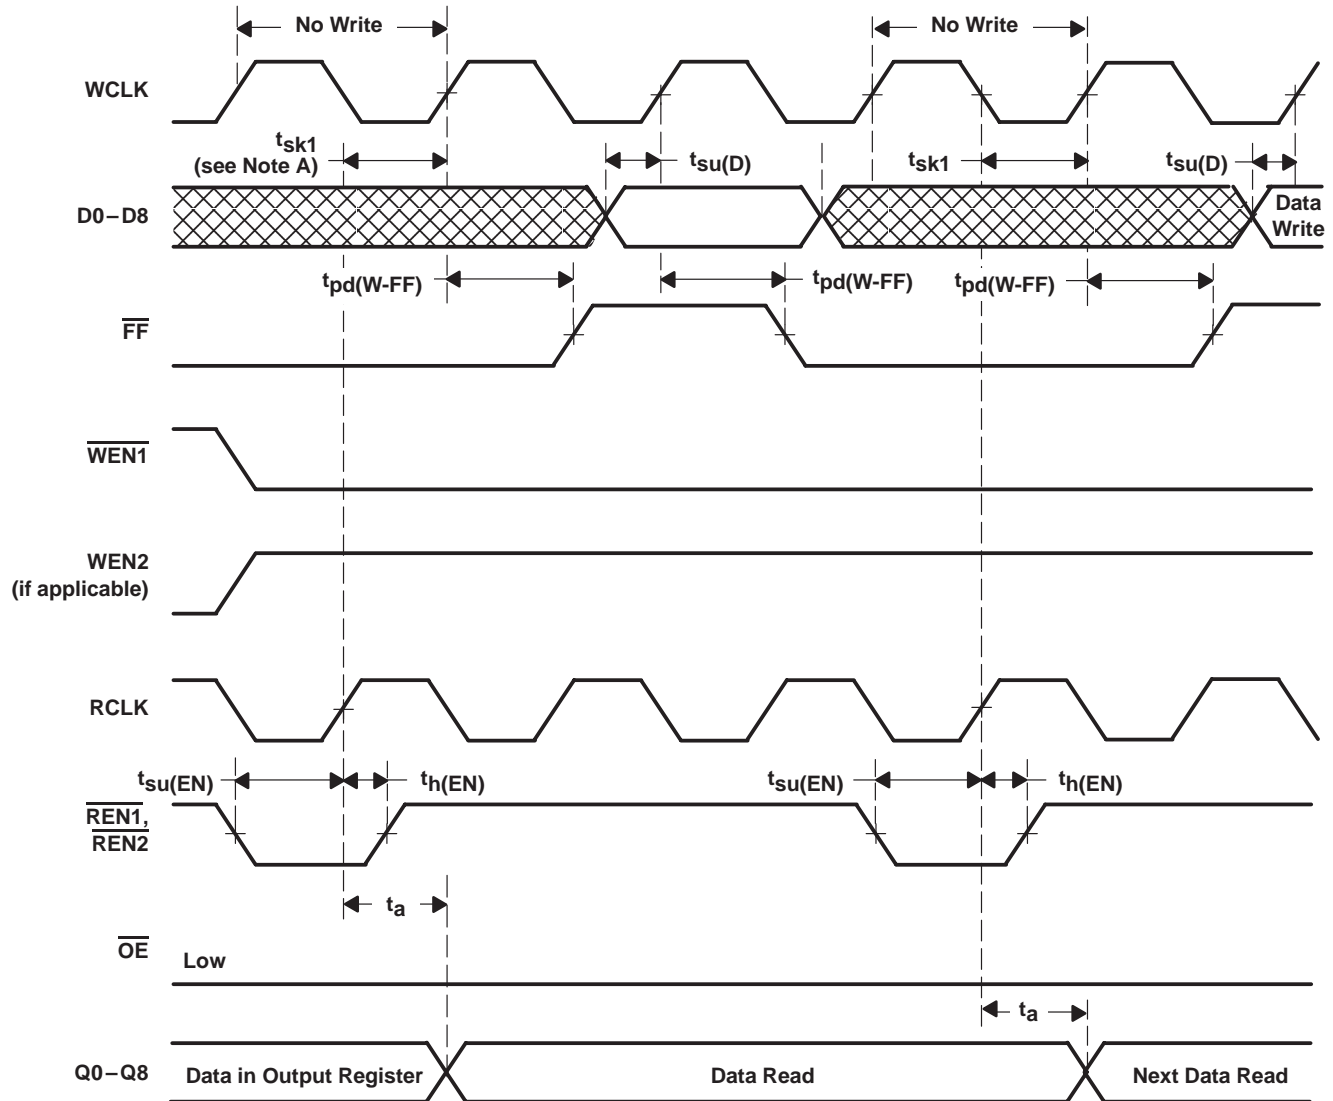 No Write
No Write
WCLK
tsk1
(see Note A)
tsu(D)
tsk1
tsu(D)
D0–D8
Data
Write
tpd(W-FF)
tpd(W-FF)
tpd(W-FF)
FF
WEN1
WEN2
(if applicable)
RCLK
tsu(EN)
th(EN)
tsu(EN)
th(EN)
REN1,
REN2
ta
OE
Low
ta
Q0–Q8
Data in Output Register
Data Read
Next Data Read